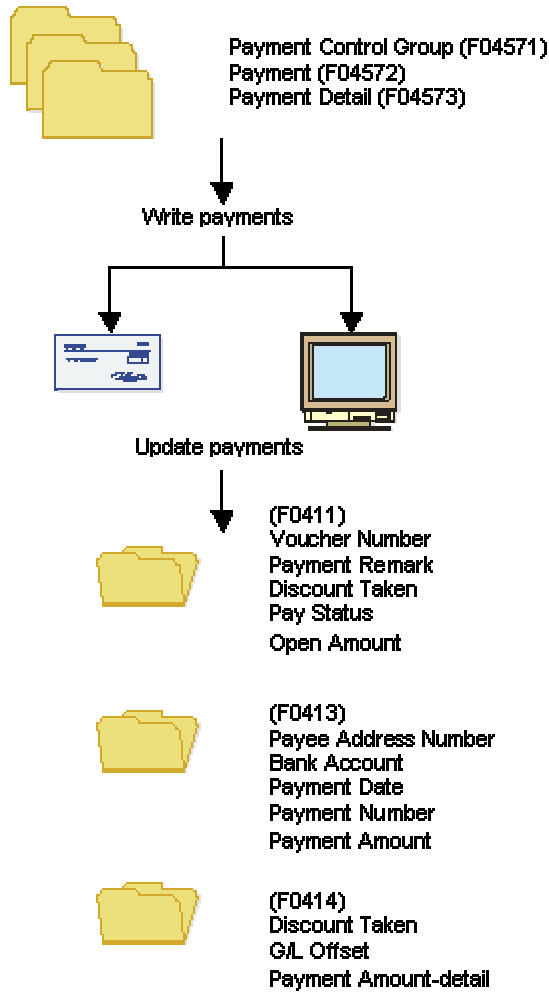 Payment Control Group (F04571)
Payment (F04572)
Payment Detail (F04573)
Write payments
Update payments
(F0411)
Voucher Number
Payment Remark
Discount Taken
Pay Status
Open Amount
(F0413)
Payee Address Number
Bank Account
Payment Date
Payment Number
Payment Amount
(F0414)
Discount Taken
G/L Offset
Payment Amount-detail